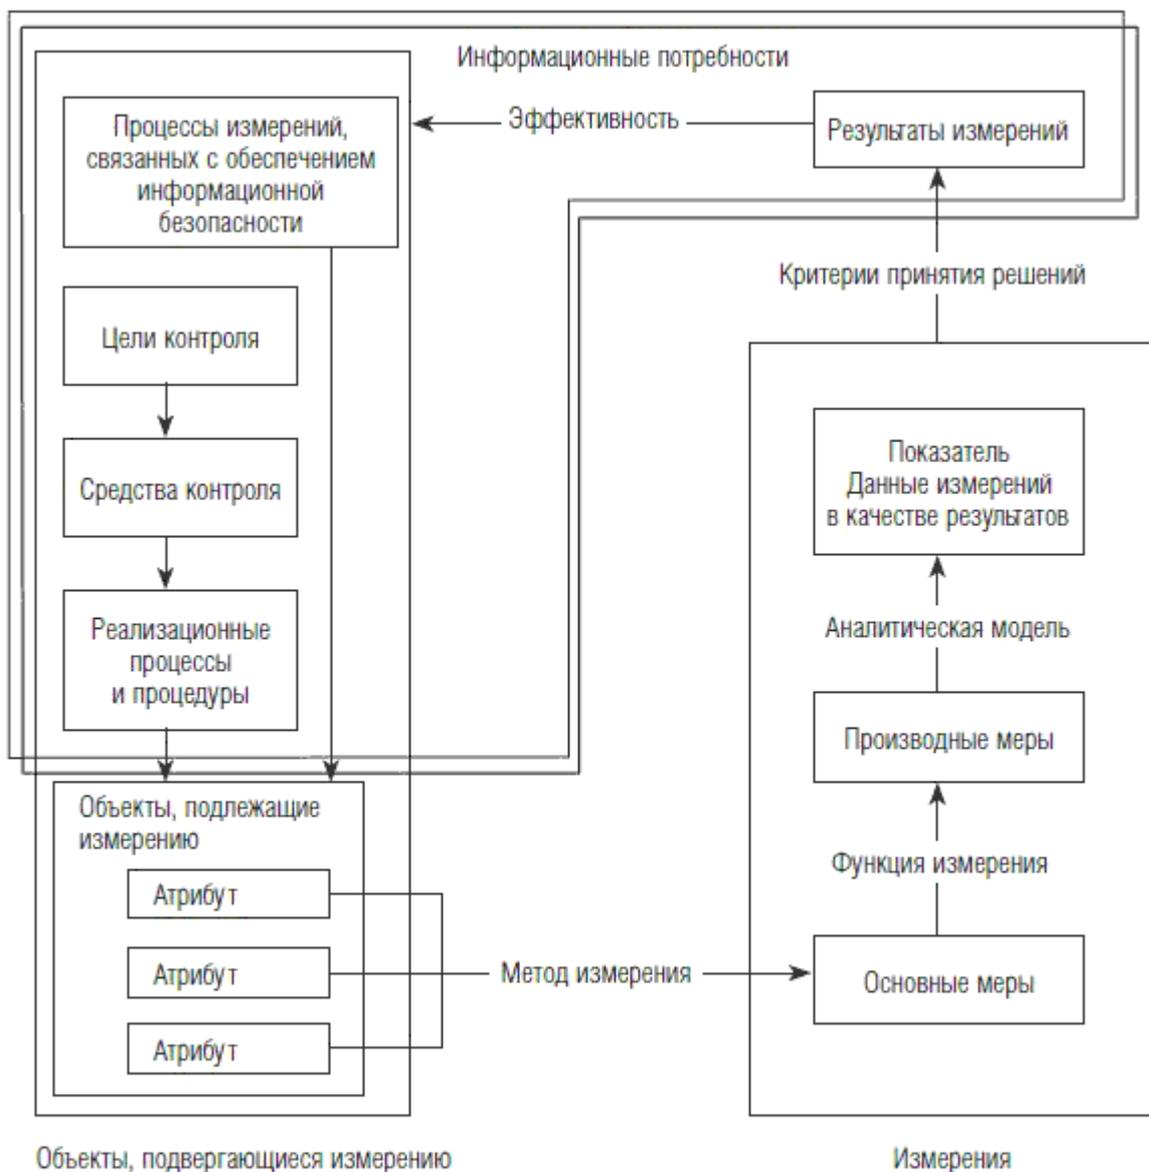 Информационные потребности
Процессы измерений,
связанных с обеспечением
информационной
безопасности
Эффективность
Результаты измерений
Критерии принятия решений
Цели контроля
Средства контроля
Реализационные
процессы
и процедуры
Объекты, подлежащие
измерению
Атрибут
Атрибут
Атрибут
Метод измерения
Показатель
Данные измерений
в качестве результатов
Аналитическая модель
Производные меры
Функция измерения
Основные меры
Объекты, подвергающиеся измерению
Измерения